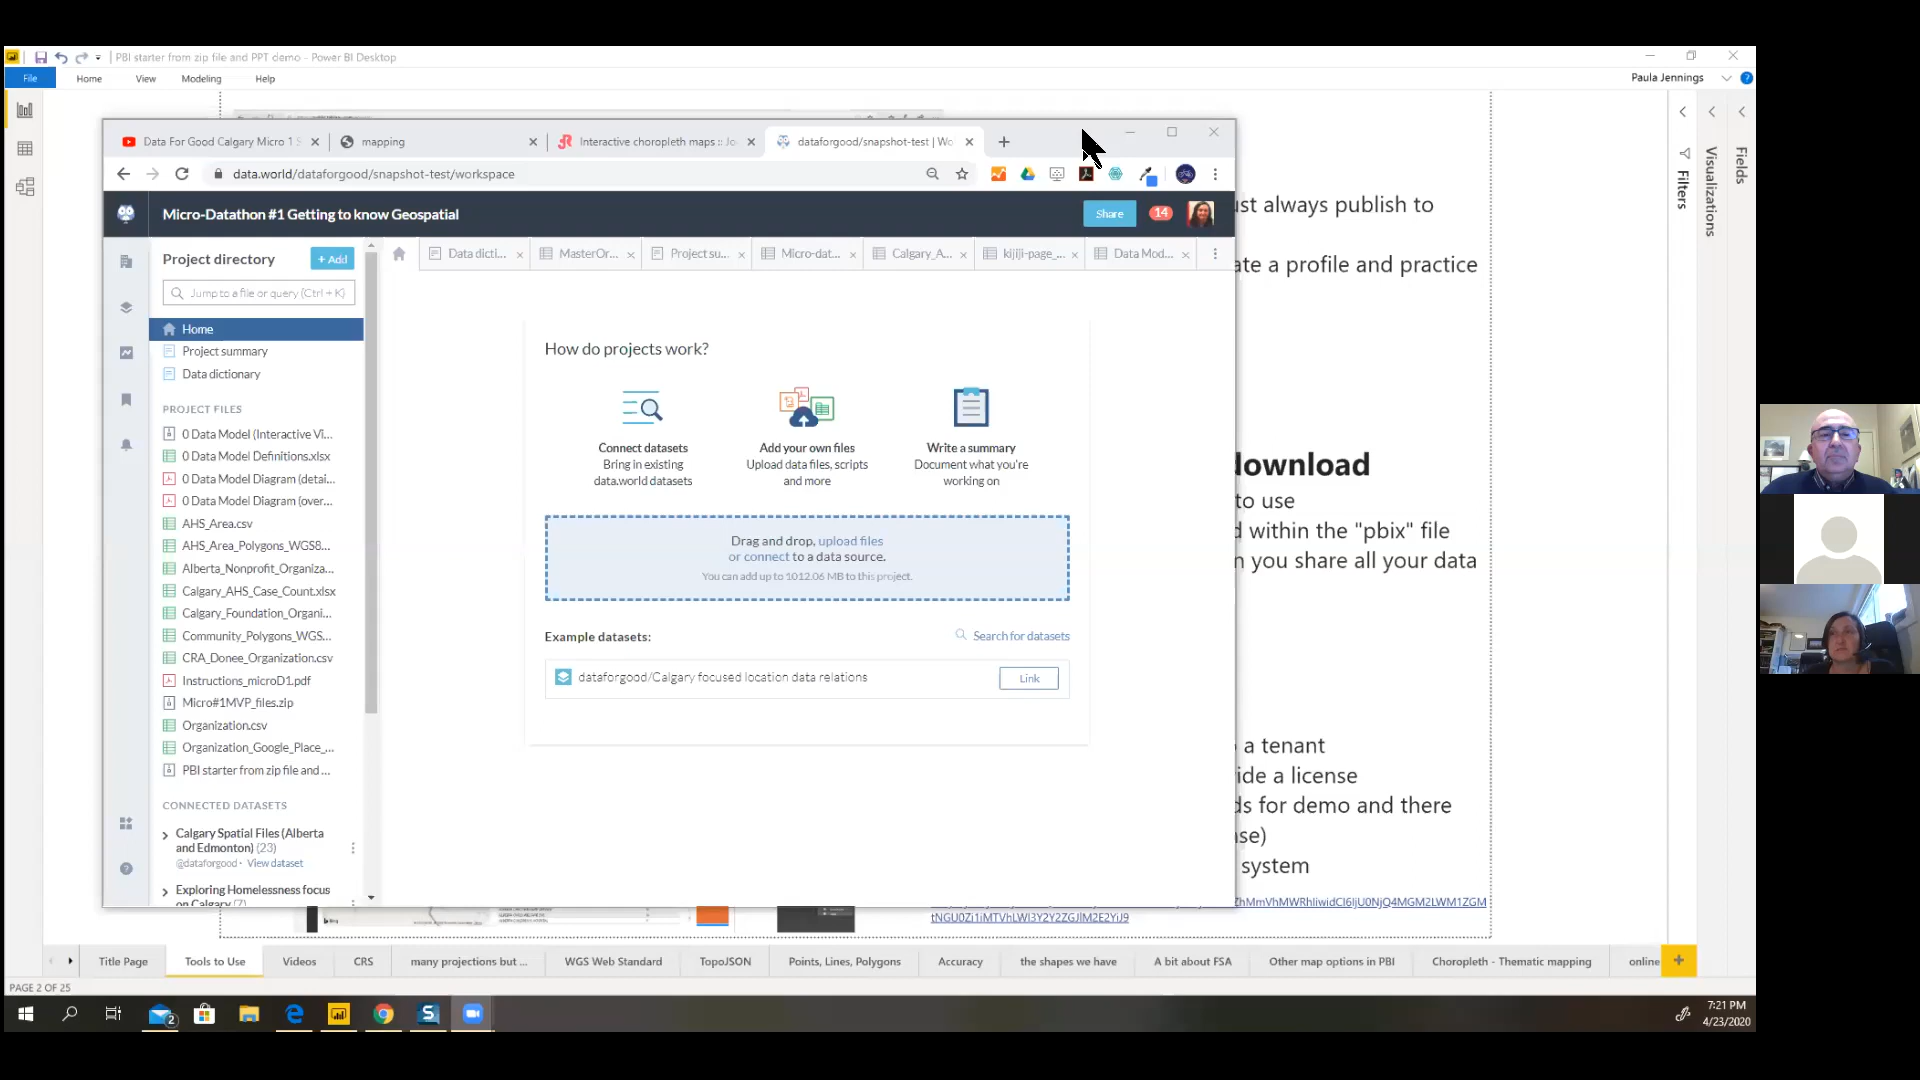 PBI starter from zip file and PPT demo - Power BI Desktop
File Home View Modeling Help
Paula Jennings
Data For Good Calgary Micro 1 S
mapping
Interactive choropleth maps :: Jo
dataforgood/snapshot-test | Wo
data.world/dataforgood/snapshot-test/workspace
Micro-Datathon #1 Getting to know Geospatial
Share
14
Project directory
+ Add
Jump to a file or query (Ctrl + K)
Home
Project summary
Data dictionary
PROJECT FILES
0 Data Model (Interactive Vi...
0 Data Model Definitions.xlsx
0 Data Model Diagram (detai...
0 Data Model Diagram (over...
AHS_Area.csv
AHS_Area_Polygons_WGS8...
Alberta_Nonprofit_Organiza...
Calgary_AHS_Case_Count.xlsx
Calgary_Foundation_Organi...
Community_Polygons_WGS...
CRA_Donee_Organization.csv
Instructions_microD1.pdf
Micro#1MVP_files.zip
Organization.csv
Organization_Google_Place_...
PBI starter from zip file and ...
CONNECTED DATASETS
Calgary Spatial Files (Alberta
and Edmonton) (23)
@dataforgood · View dataset
Exploring Homelessness focus
on Calgary (7)
Data dicti...
MasterOr...
Project su...
Micro-dat...
Calgary_A...
kijiji-page_...
Data Mod...
How do projects work?
Connect datasets
Bring in existing
data.world datasets
Add your own files
Upload data files, scripts
and more
Write a summary
Document what you're
working on
Drag and drop, upload files
or connect to a data source.
You can add up to 1012.06 MB to this project.
Example datasets:
Search for datasets
dataforgood/Calgary focused location data relations
Link
ust always publish to
ate a profile and practice
download
to use
d within the "pbix" file
n you share all your data
a tenant
ide a license
ds for demo and there
nse)
system
Filters
Visualizations
Fields
Title Page
Tools to Use
Videos
CRS
many projections but ...
WGS Web Standard
TopoJSON
Points, Lines, Polygons
Accuracy
the shapes we have
A bit about FSA
Other map options in PBI
Choropleth - Thematic mapping
online
PAGE 2 OF 25
2
7:21 PM
4/23/2020